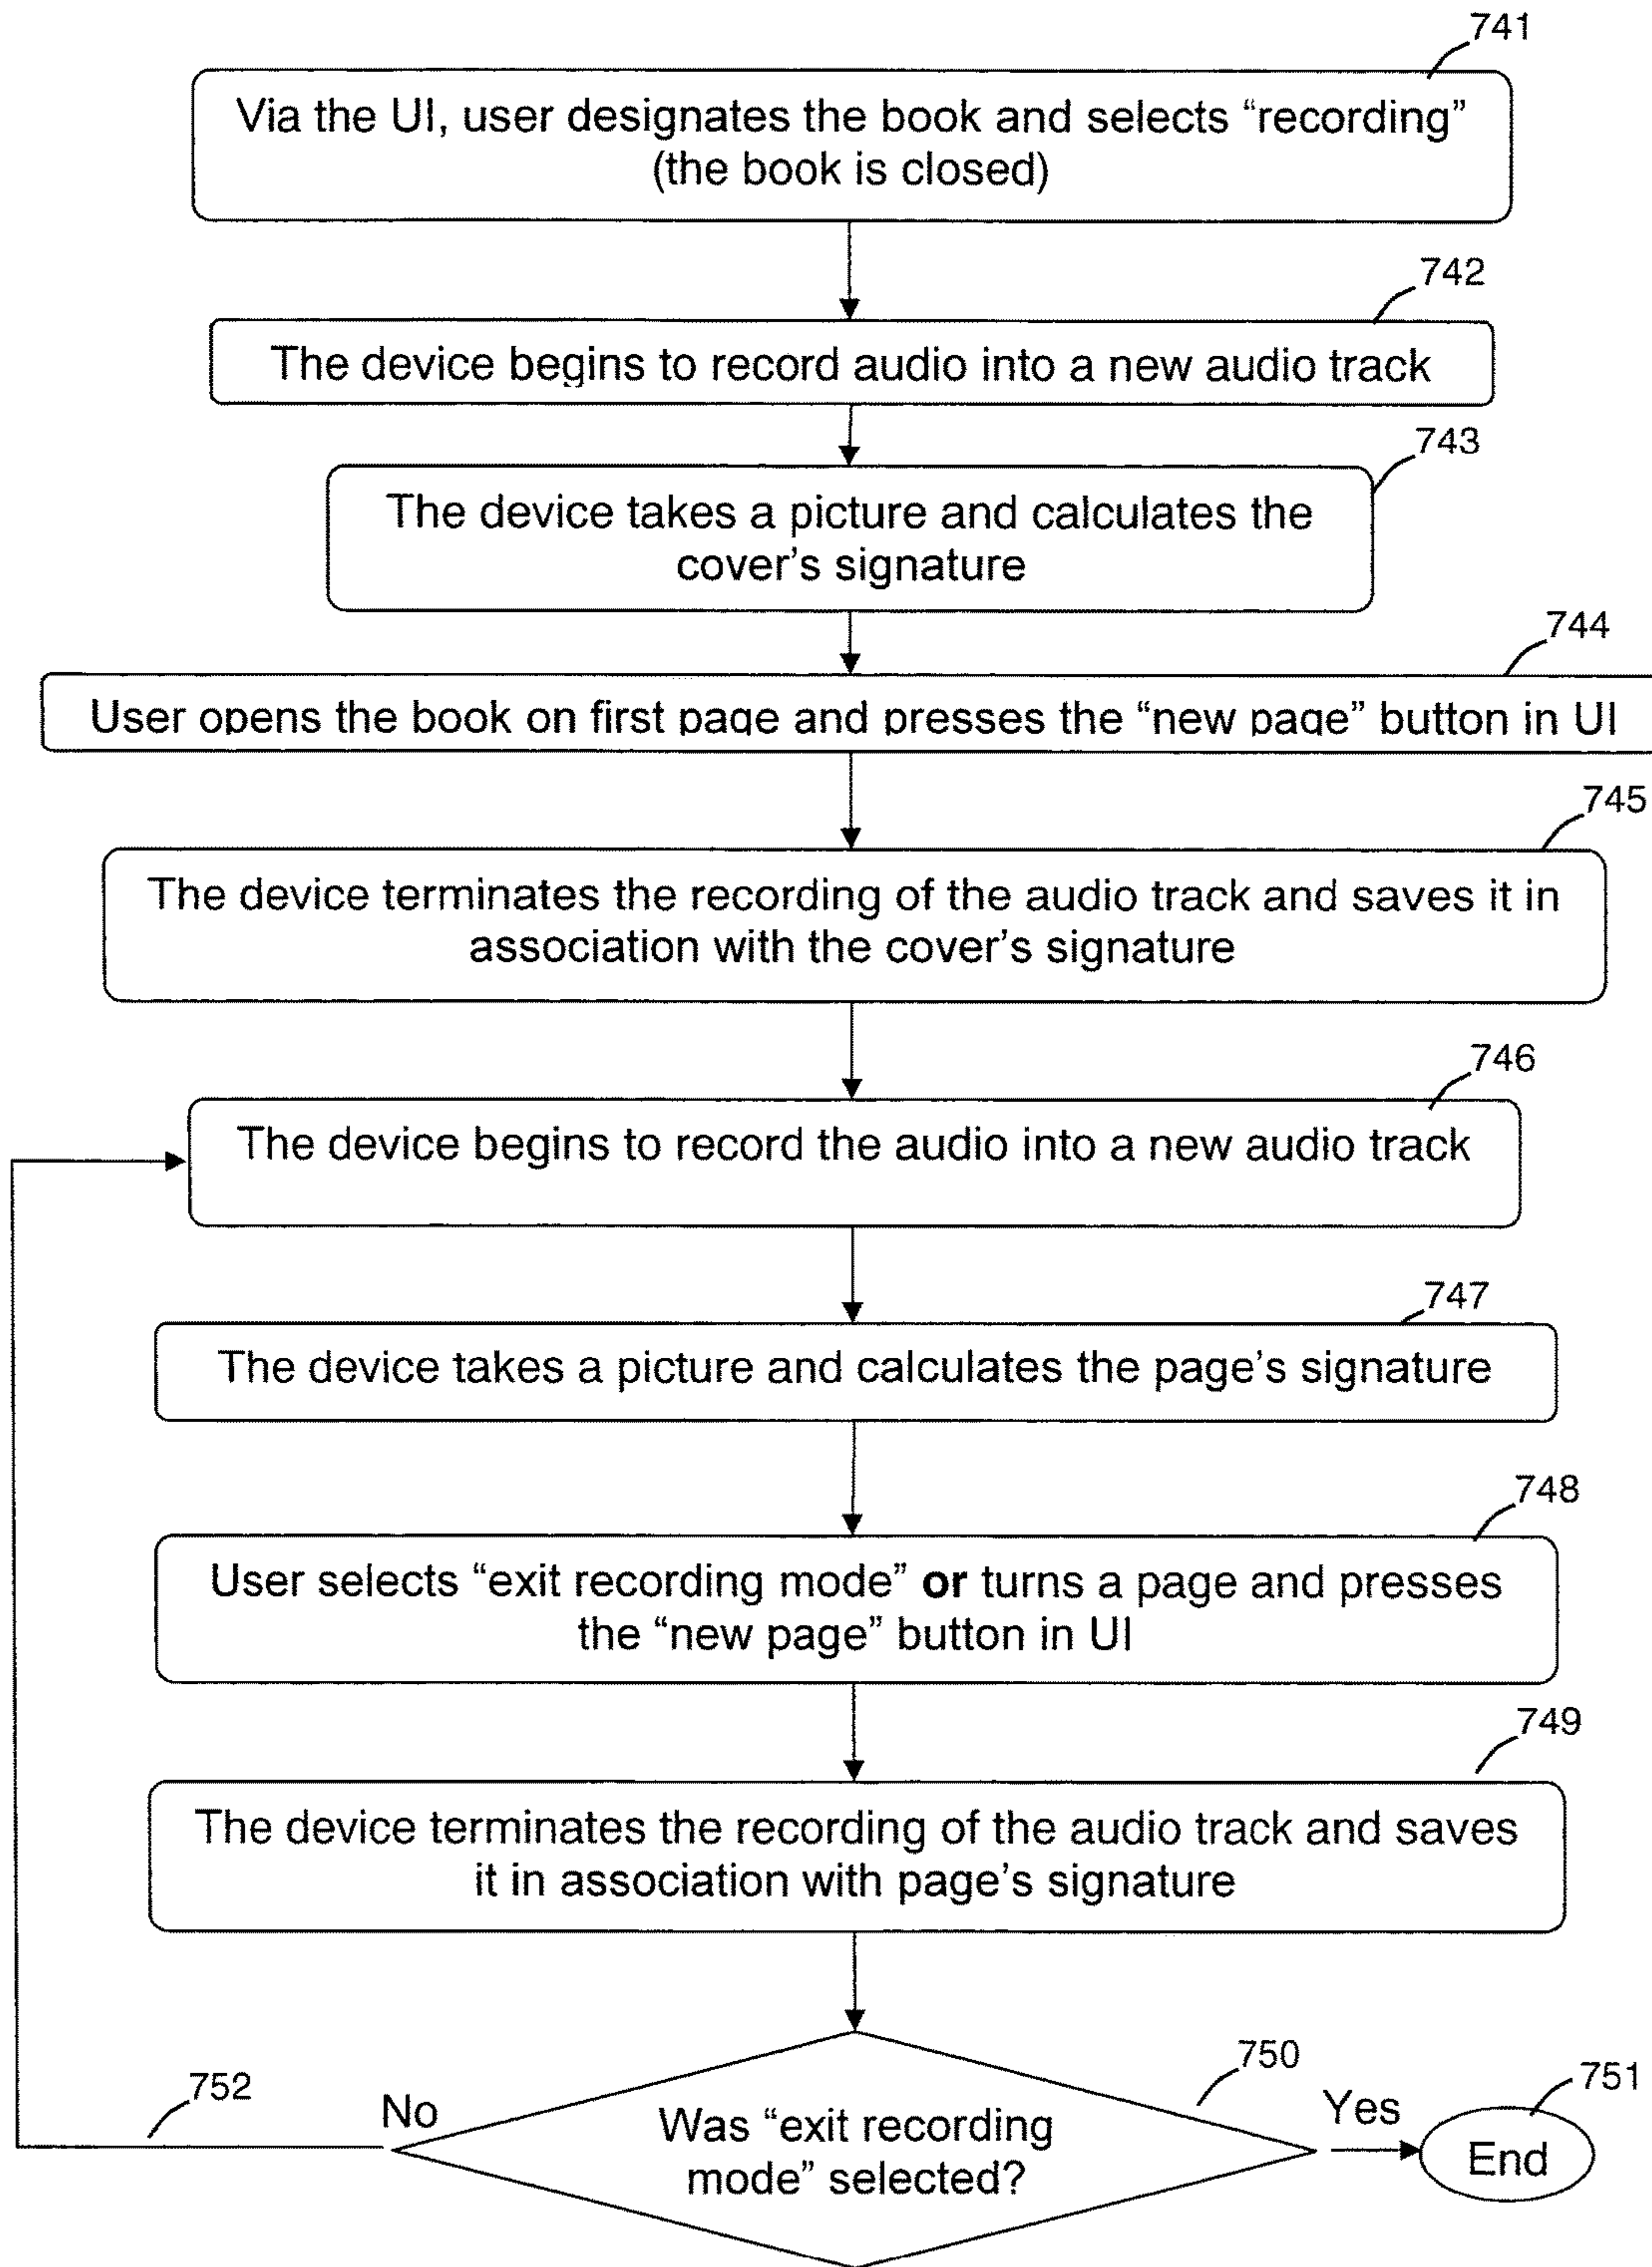 741
Via the UI, user designates the book and selects “recording”
(the book is closed)
742
The device begins to record audio into a new audio track
743
The device takes a picture and calculates the
cover’s signature
744
User opens the book on first page and presses the “new page” button in UI
745
The device terminates the recording of the audio track and saves it in
association with the cover’s signature
746
The device begins to record the audio into a new audio track
747
The device takes a picture and calculates the page’s signature
748
User selects “exit recording mode” or turns a page and presses
the “new page” button in UI
749
The device terminates the recording of the audio track and saves
it in association with page’s signature
752
No
750
Was “exit recording
mode” selected?
Yes
751
End